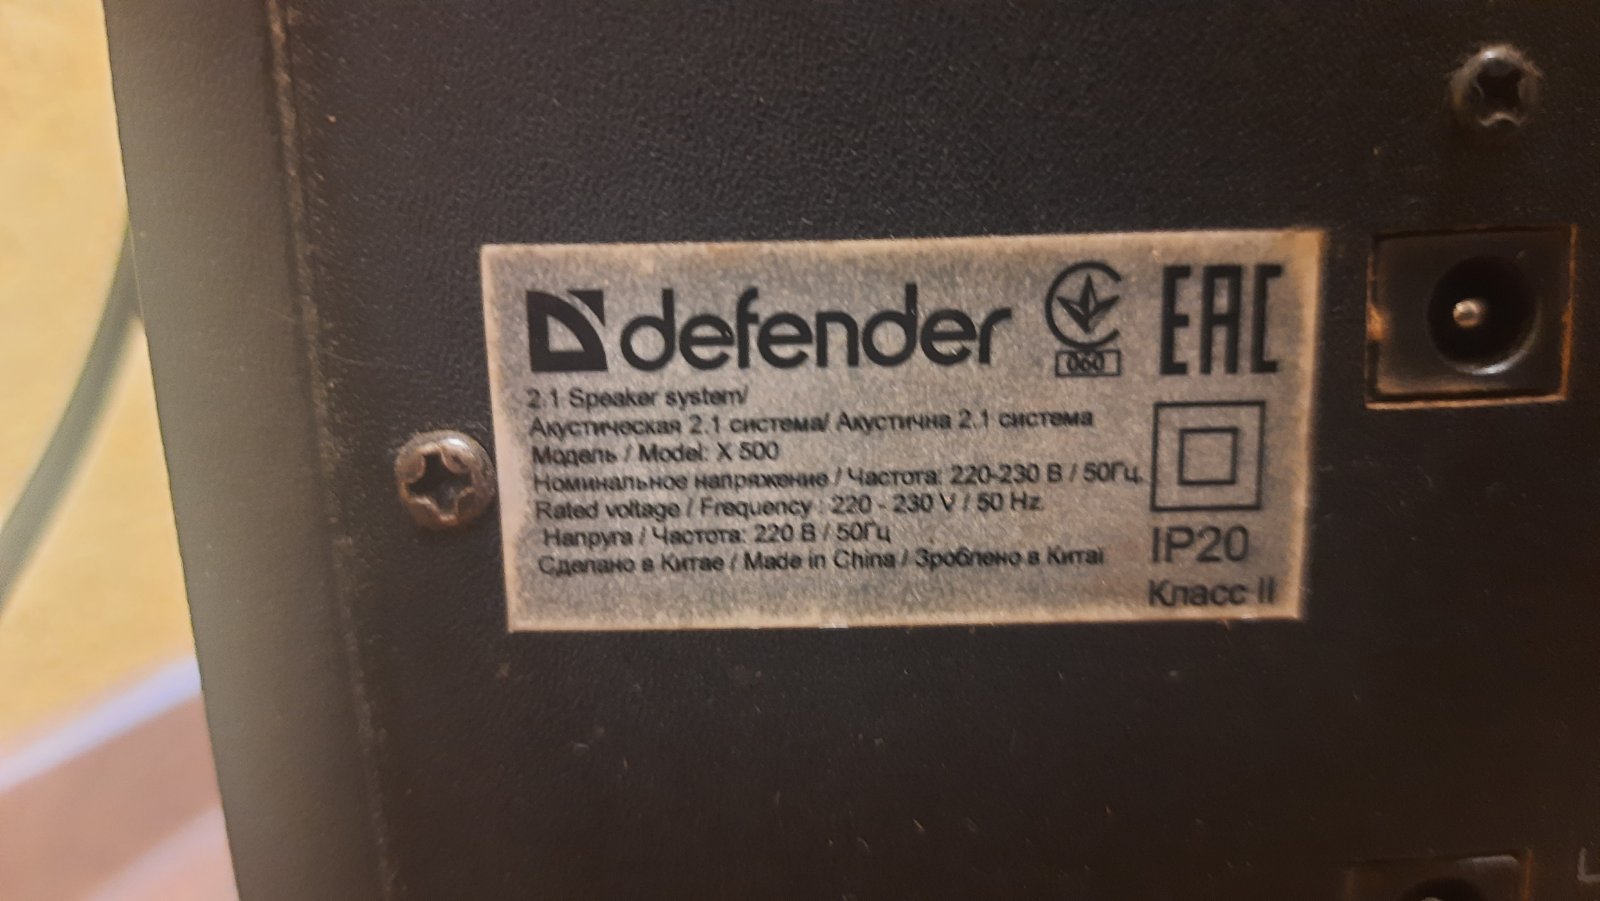 defender
060
EAC
2.1 Speaker system/
Акустическая 2.1 система/ Акустична 2.1 система
Модель / Model: X 500
Номинальное напряжение / Частота: 220-230 В / 50Гц.
Rated voltage / Frequency : 220 - 230 V / 50 Hz
Напруга / Частота: 220 В / 50Гц
Сделано в Китае / Made in China / Зроблено в Китаї
IP20
Класс II